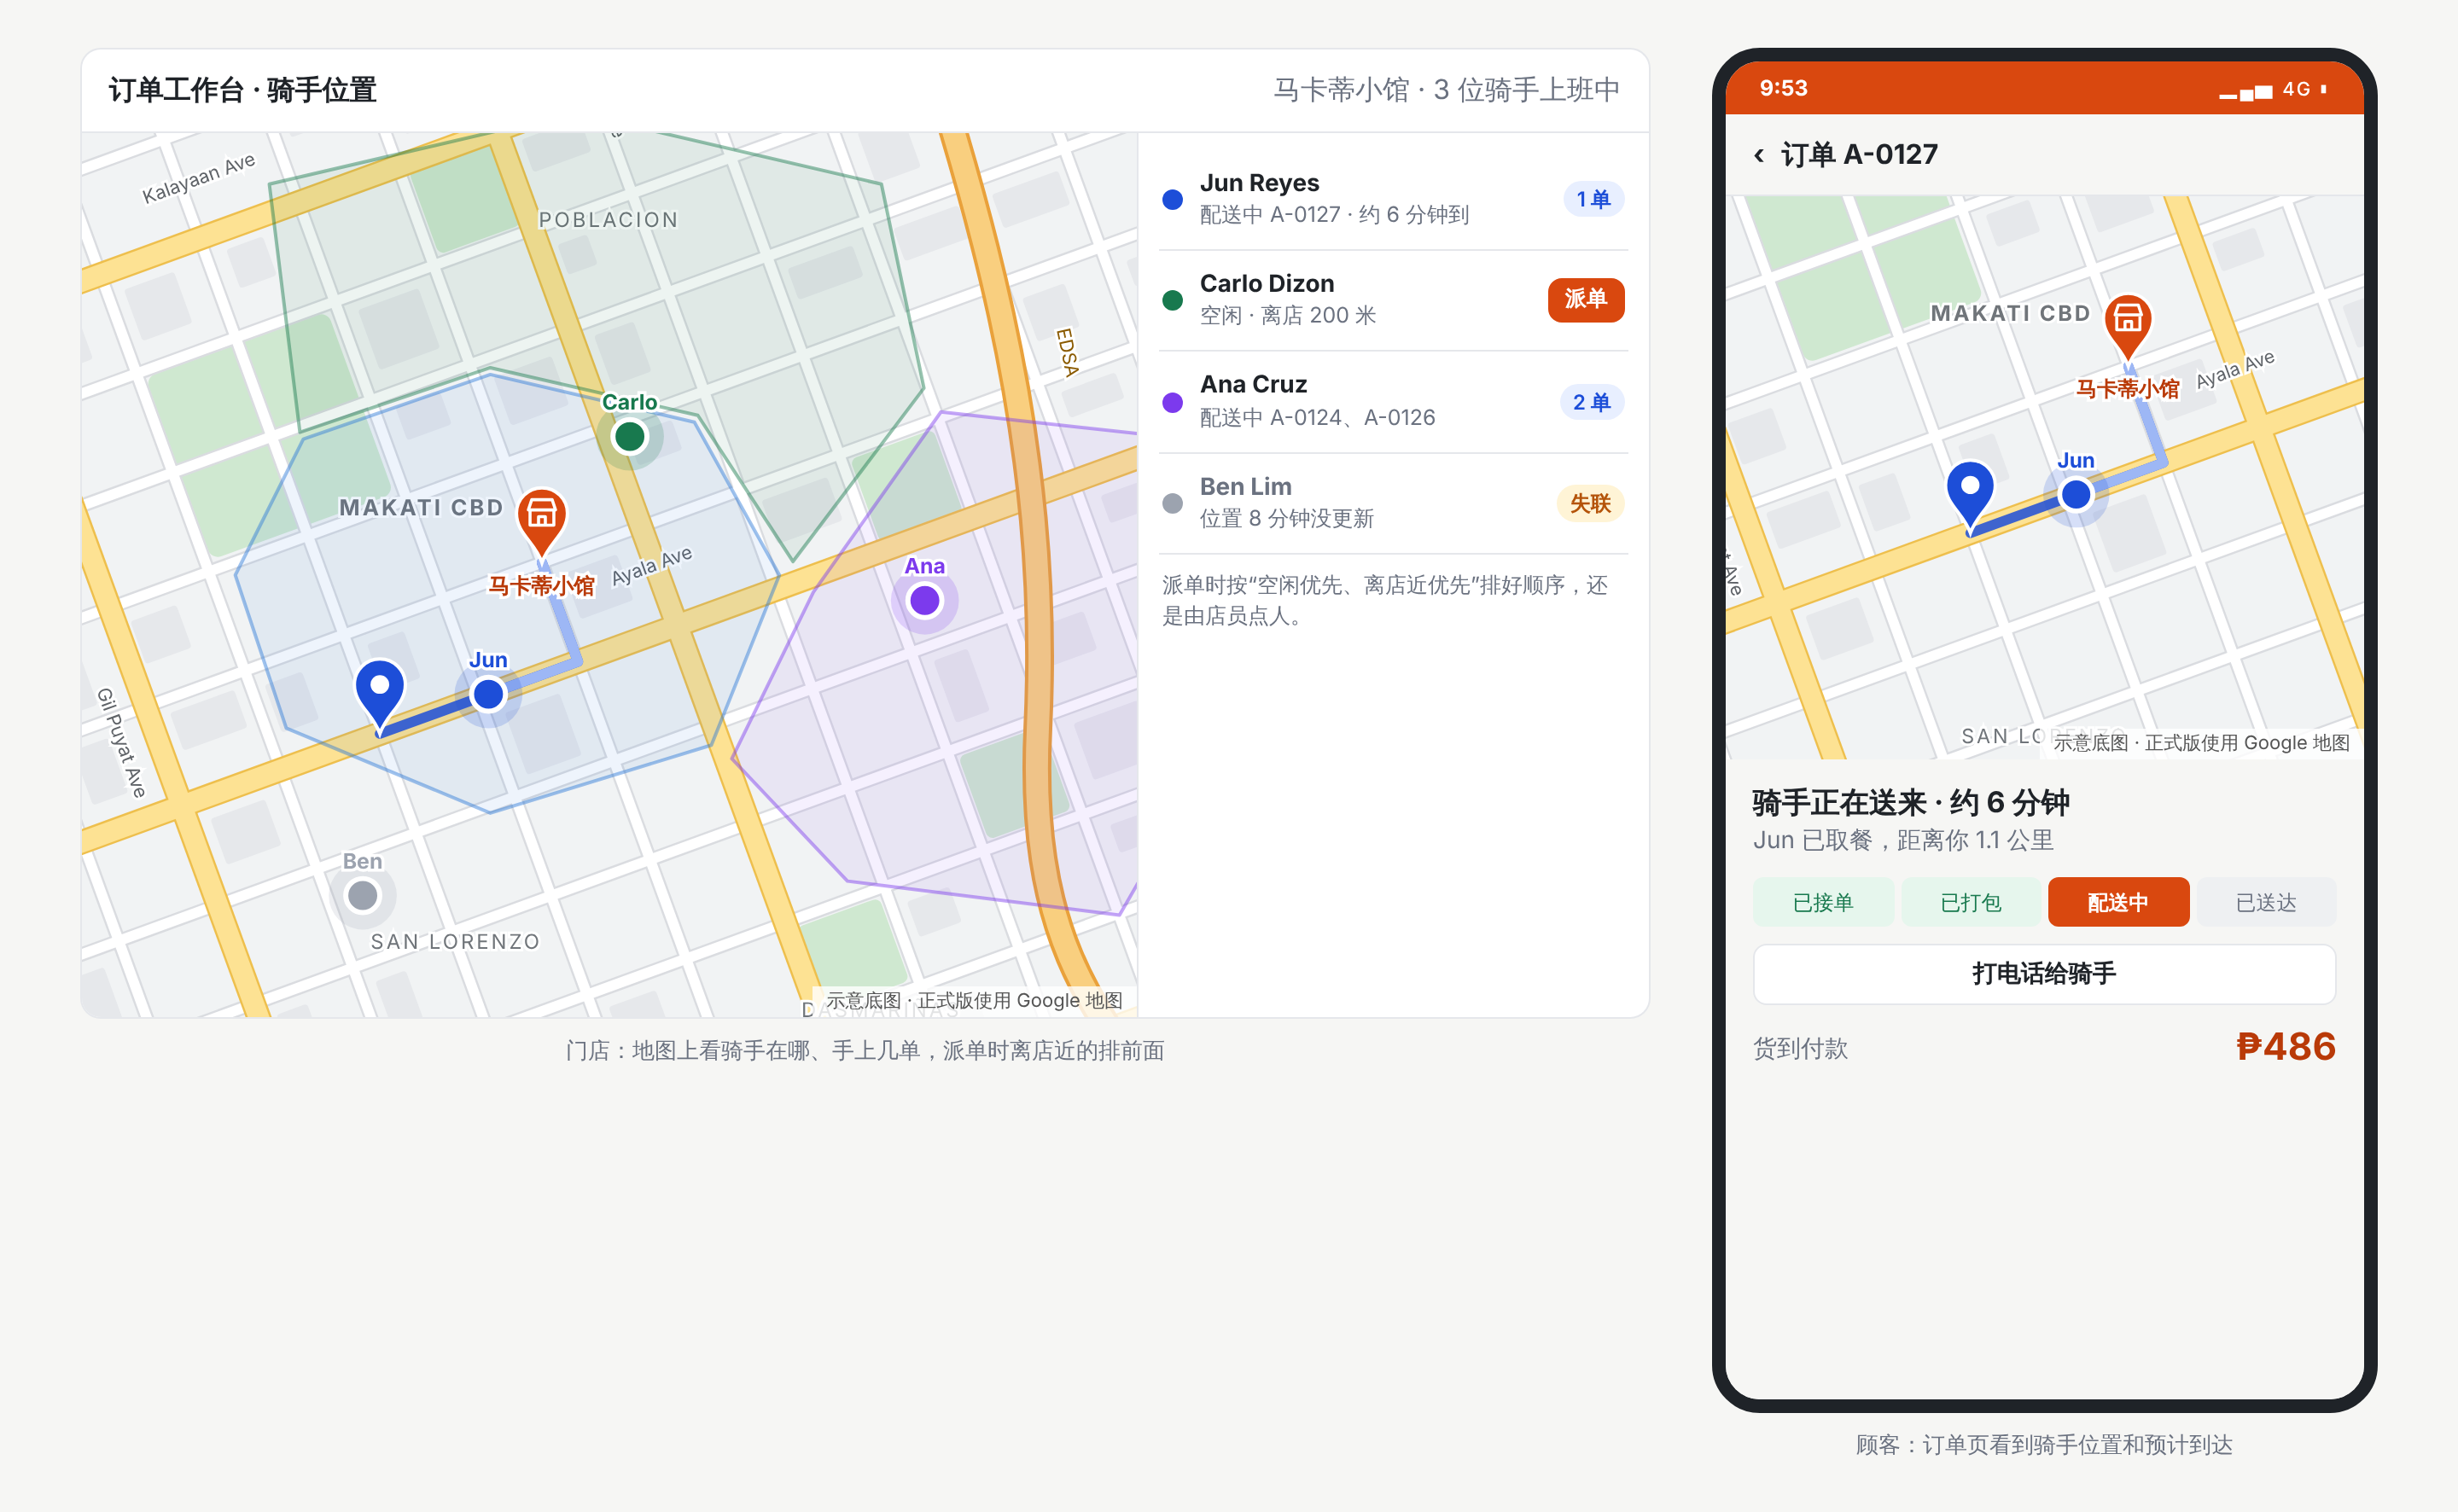 订单工作台 · 骑手位置
马卡蒂小馆 · 3 位骑手上班中
Kalayaan Ave
POBLACION
EDSA
Carlo
MAKATI CBD
马卡蒂小馆
Ayala Ave
Ana
Jun
Gil Puyat Ave
Ben
SAN LORENZO
DASMARINAS
示意底图 · 正式版使用 Google 地图
Jun Reyes
配送中 A-0127 · 约 6 分钟到
1 单
Carlo Dizon
空闲 · 离店 200 米
派单
Ana Cruz
配送中 A-0124、A-0126
2 单
Ben Lim
位置 8 分钟没更新
失联
派单时按“空闲优先、离店近优先”排好顺序，还
是由店员点人。
门店：地图上看骑手在哪、手上几单，派单时离店近的排前面
9:53
4G
‹ 订单 A-0127
MAKATI CBD
马卡蒂小馆
Ayala Ave
Jun
Ave
SAN LORENZO
示意底图 · 正式版使用 Google 地图
骑手正在送来 · 约 6 分钟
Jun 已取餐，距离你 1.1 公里
已接单
已打包
配送中
已送达
打电话给骑手
货到付款
₱486
顾客：订单页看到骑手位置和预计到达